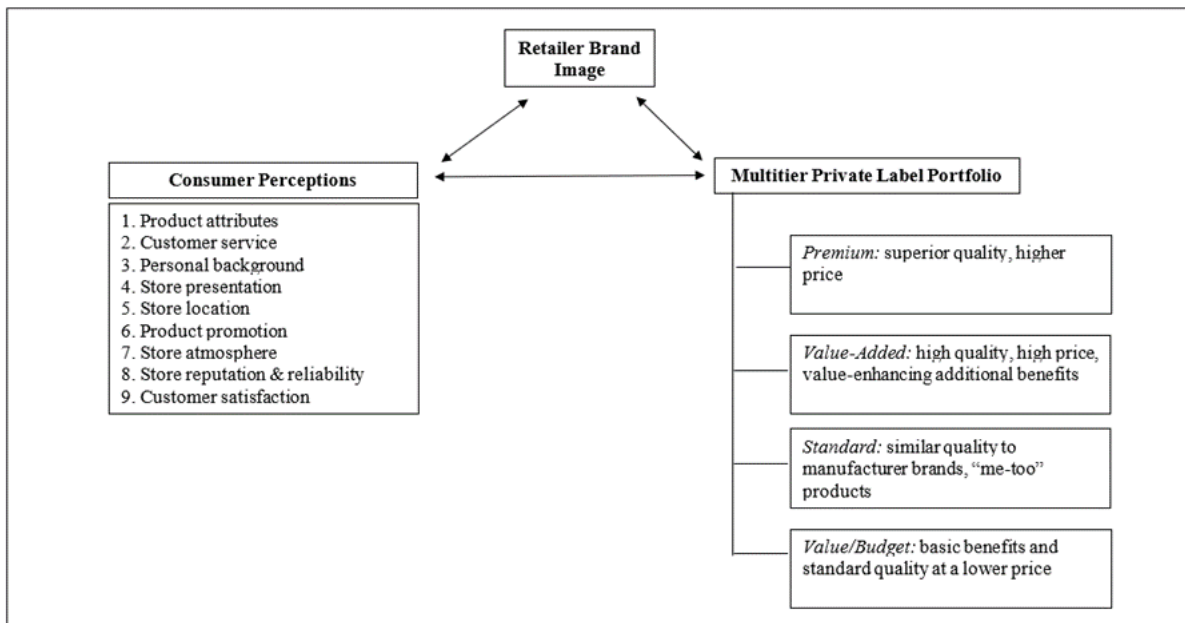 Retailer Brand
Image
Consumer Perceptions
1. Product attributes
2. Customer service
3. Personal background
4. Store presentation
5. Store location
6. Product promotion
7. Store atmosphere
8. Store reputation & reliability
9. Customer satisfaction
Multitier Private Label Portfolio
Premium: superior quality, higher
price
Value-Added: high quality, high price,
value-enhancing additional benefits
Standard: similar quality to
manufacturer brands, “me-too”
products
Value/Budget: basic benefits and
standard quality at a lower price